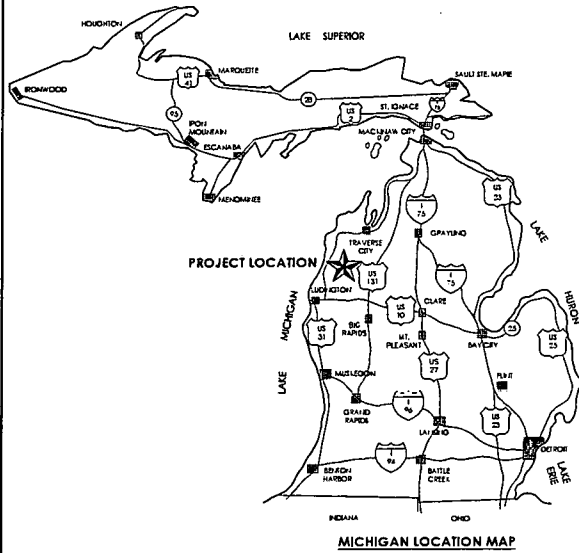 HOUGHTON
LAKE SUPERIOR
IRONWOOD
US
41
MARQUETTE
SAULT STE. MARIE
28
US
2
ST. IGNACE
I
75
95
IRON
MOUNTAIN
ESCANABA
MACKINAW CITY
MENOMINEE
US
23
I
75
LAKE
TRAVERSE
CITY
GRAYLING
PROJECT LOCATION
US
131
I
75
LUDINGTON
MICHIGAN
HURON
US
10
CLARE
25
US
31
BIG
RAPIDS
MT.
PLEASANT
BAY CITY
US
25
US
27
FLINT
LAKE
MUSKEGON
GRAND
RAPIDS
I
96
US
23
LANSING
DETROIT
I
94
BENTON
HARBOR
BATTLE
CREEK
LAKE
ERIE
INDIANA
OHIO
MICHIGAN LOCATION MAP